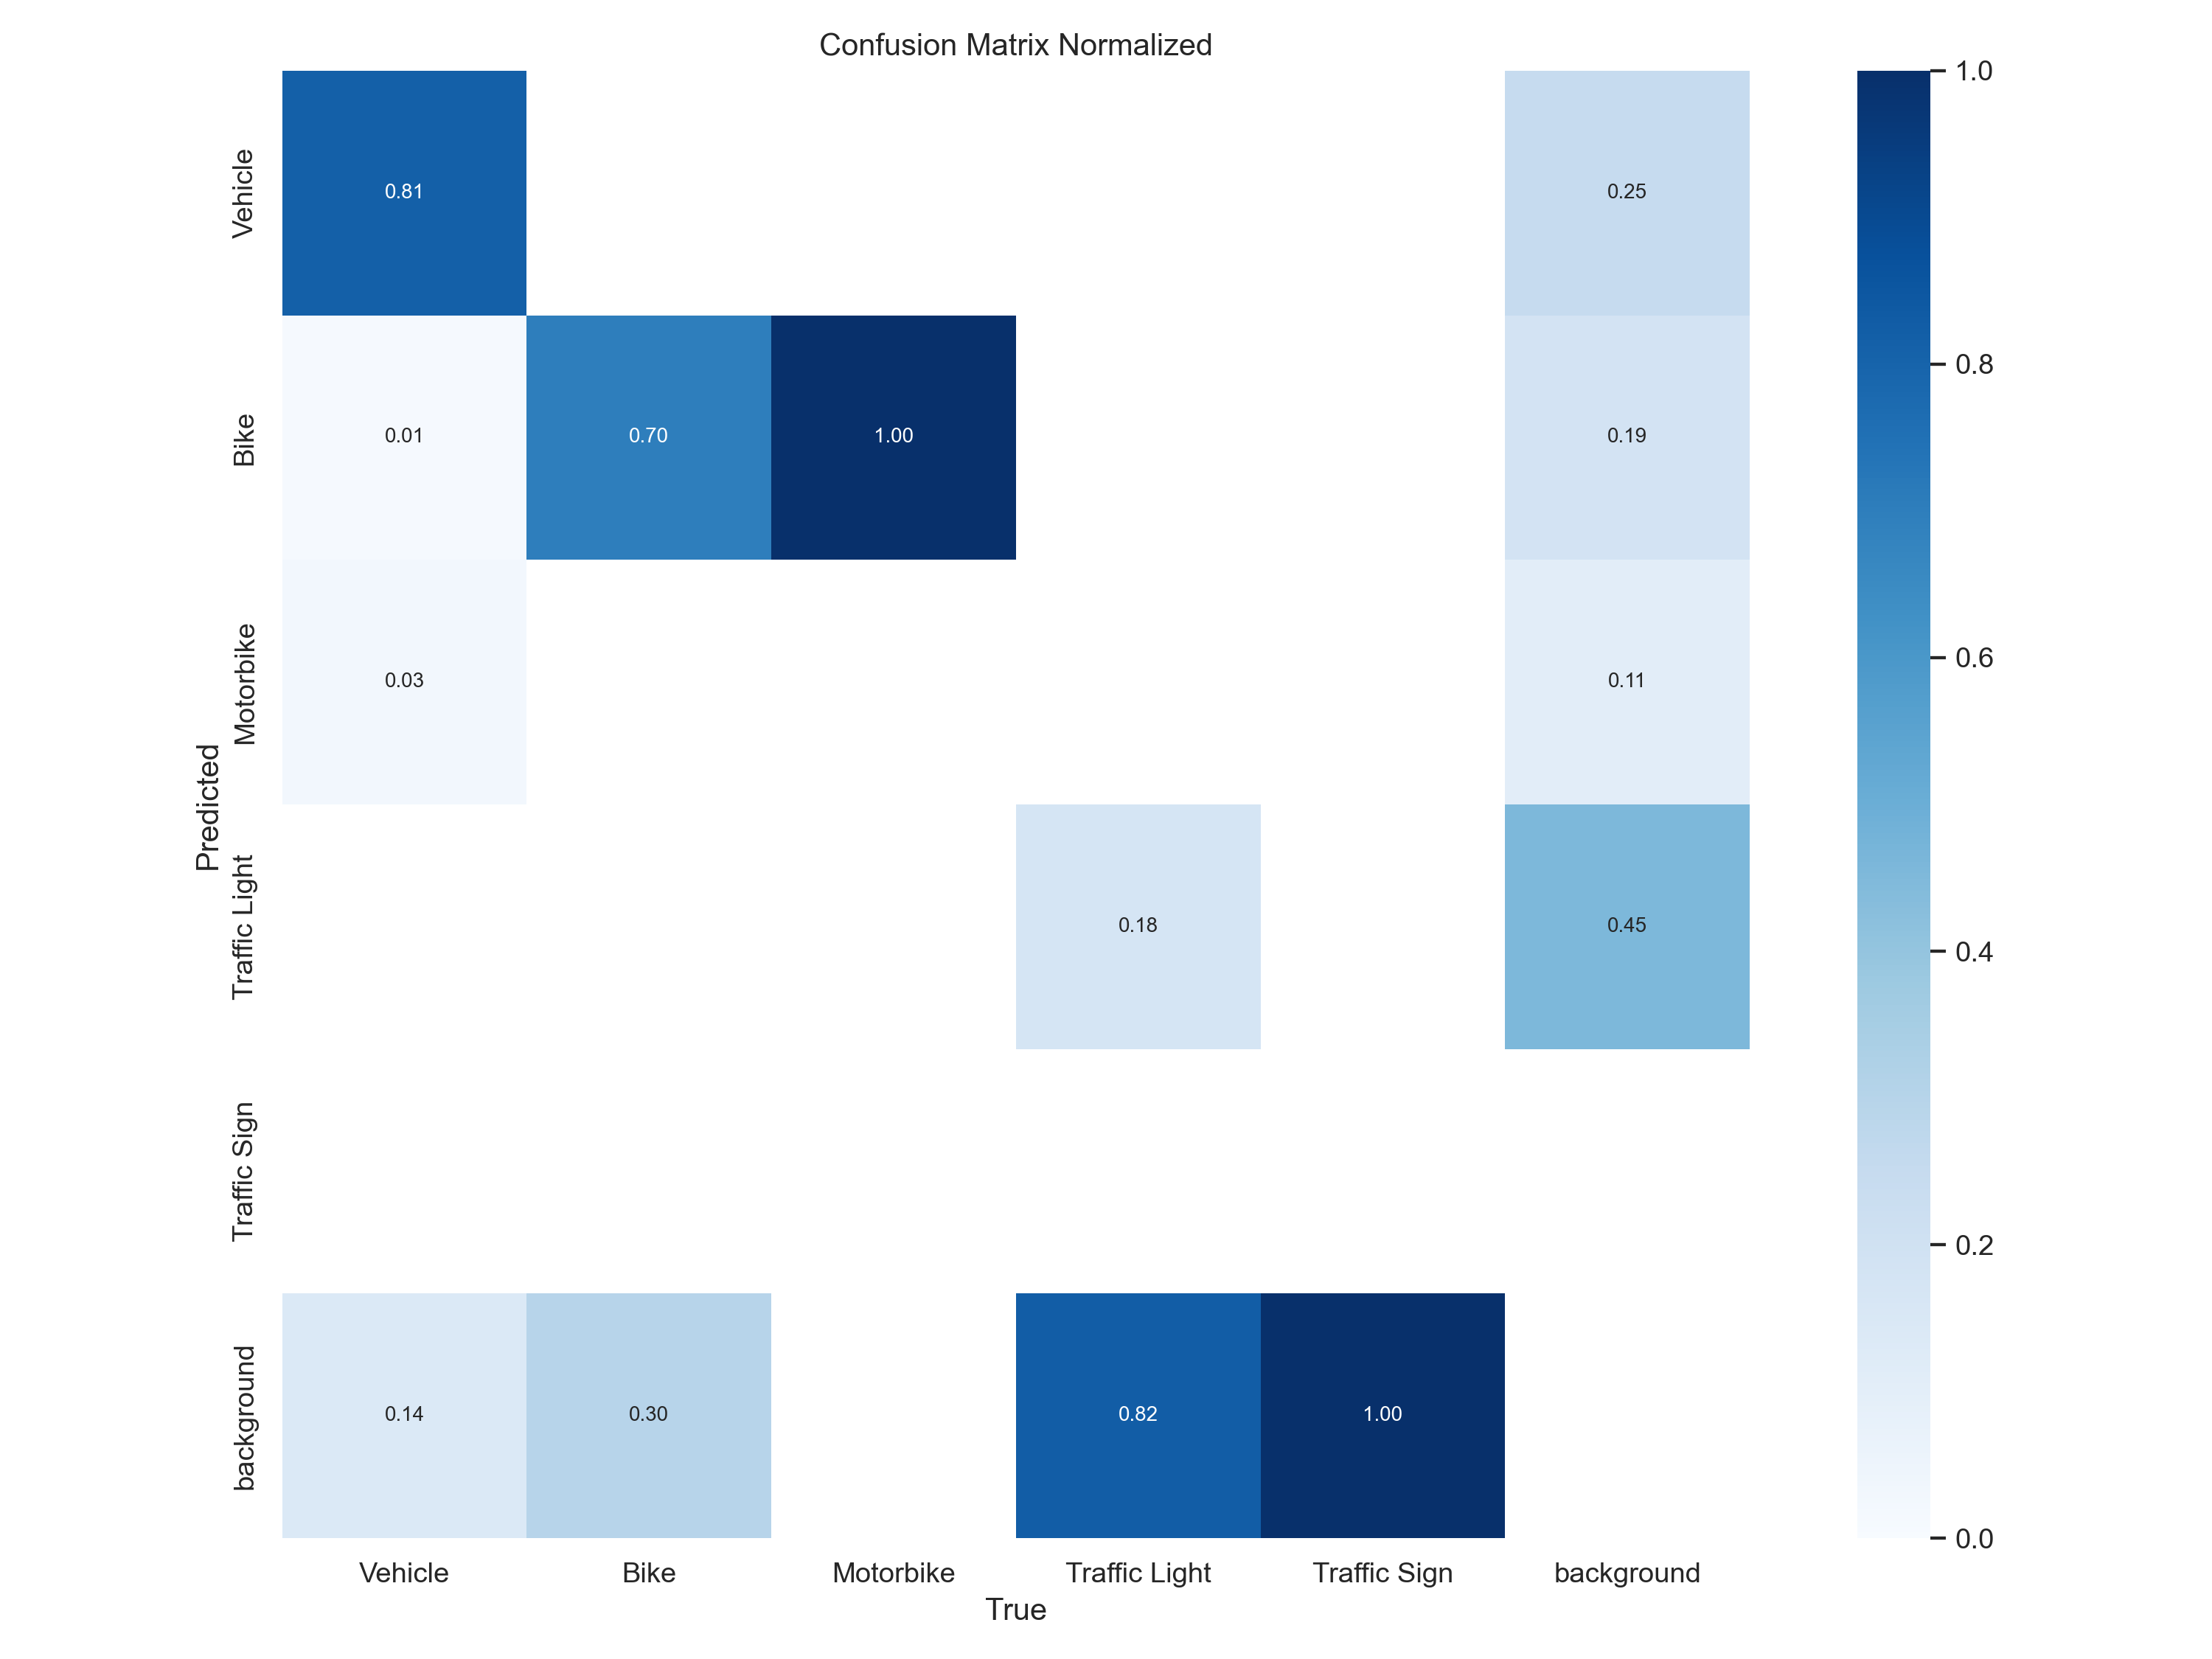 Confusion Matrix Normalized
Vehicle
0.81
0.25
1.0
Bike
0.01
0.70
1.00
0.19
0.8
Motorbike
0.03
0.11
0.6
Predicted
Traffic Light
0.18
0.45
0.4
Traffic Sign
0.2
background
0.14
0.30
0.82
1.00
0.0
Vehicle Bike Motorbike Traffic Light Traffic Sign background
True